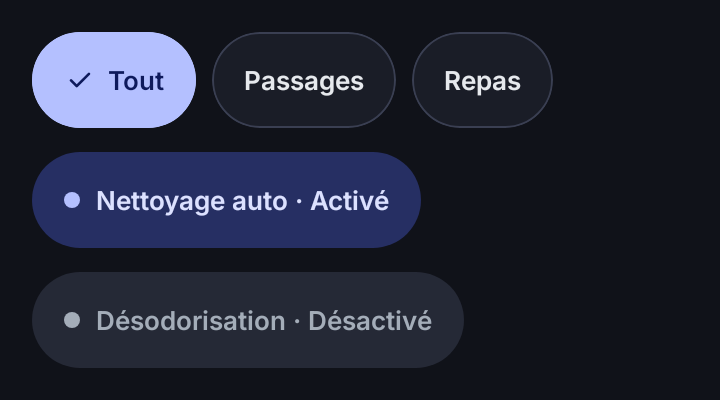 Tout Passages Repas
Nettoyage auto · Activé
Désodorisation · Désactivé